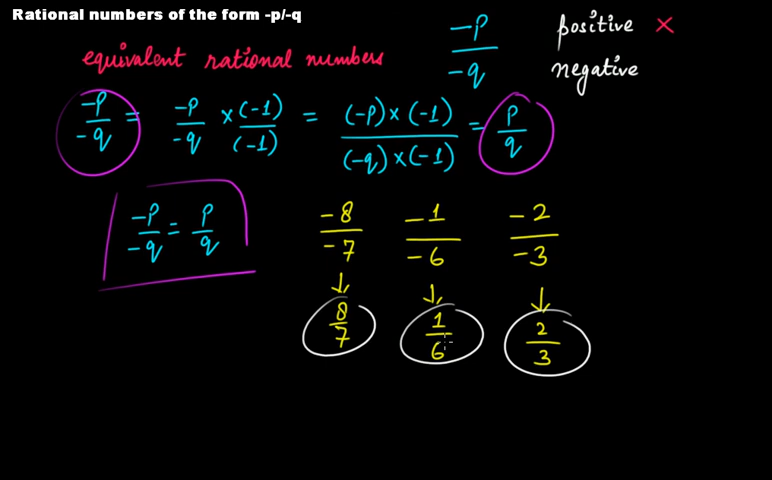 Rational numbers of the form -p/-q
-p/-q positive ×
equivalent rational numbers negative
-p/-q = -p/-q × (-1)/(-1) = (-p) × (-1)/(-q) × (-1) = p/q
-p/-q = p/q
-8/-7 -1/-6 -2/-3
↓ ↓ ↓
8/7 1/6 2/3